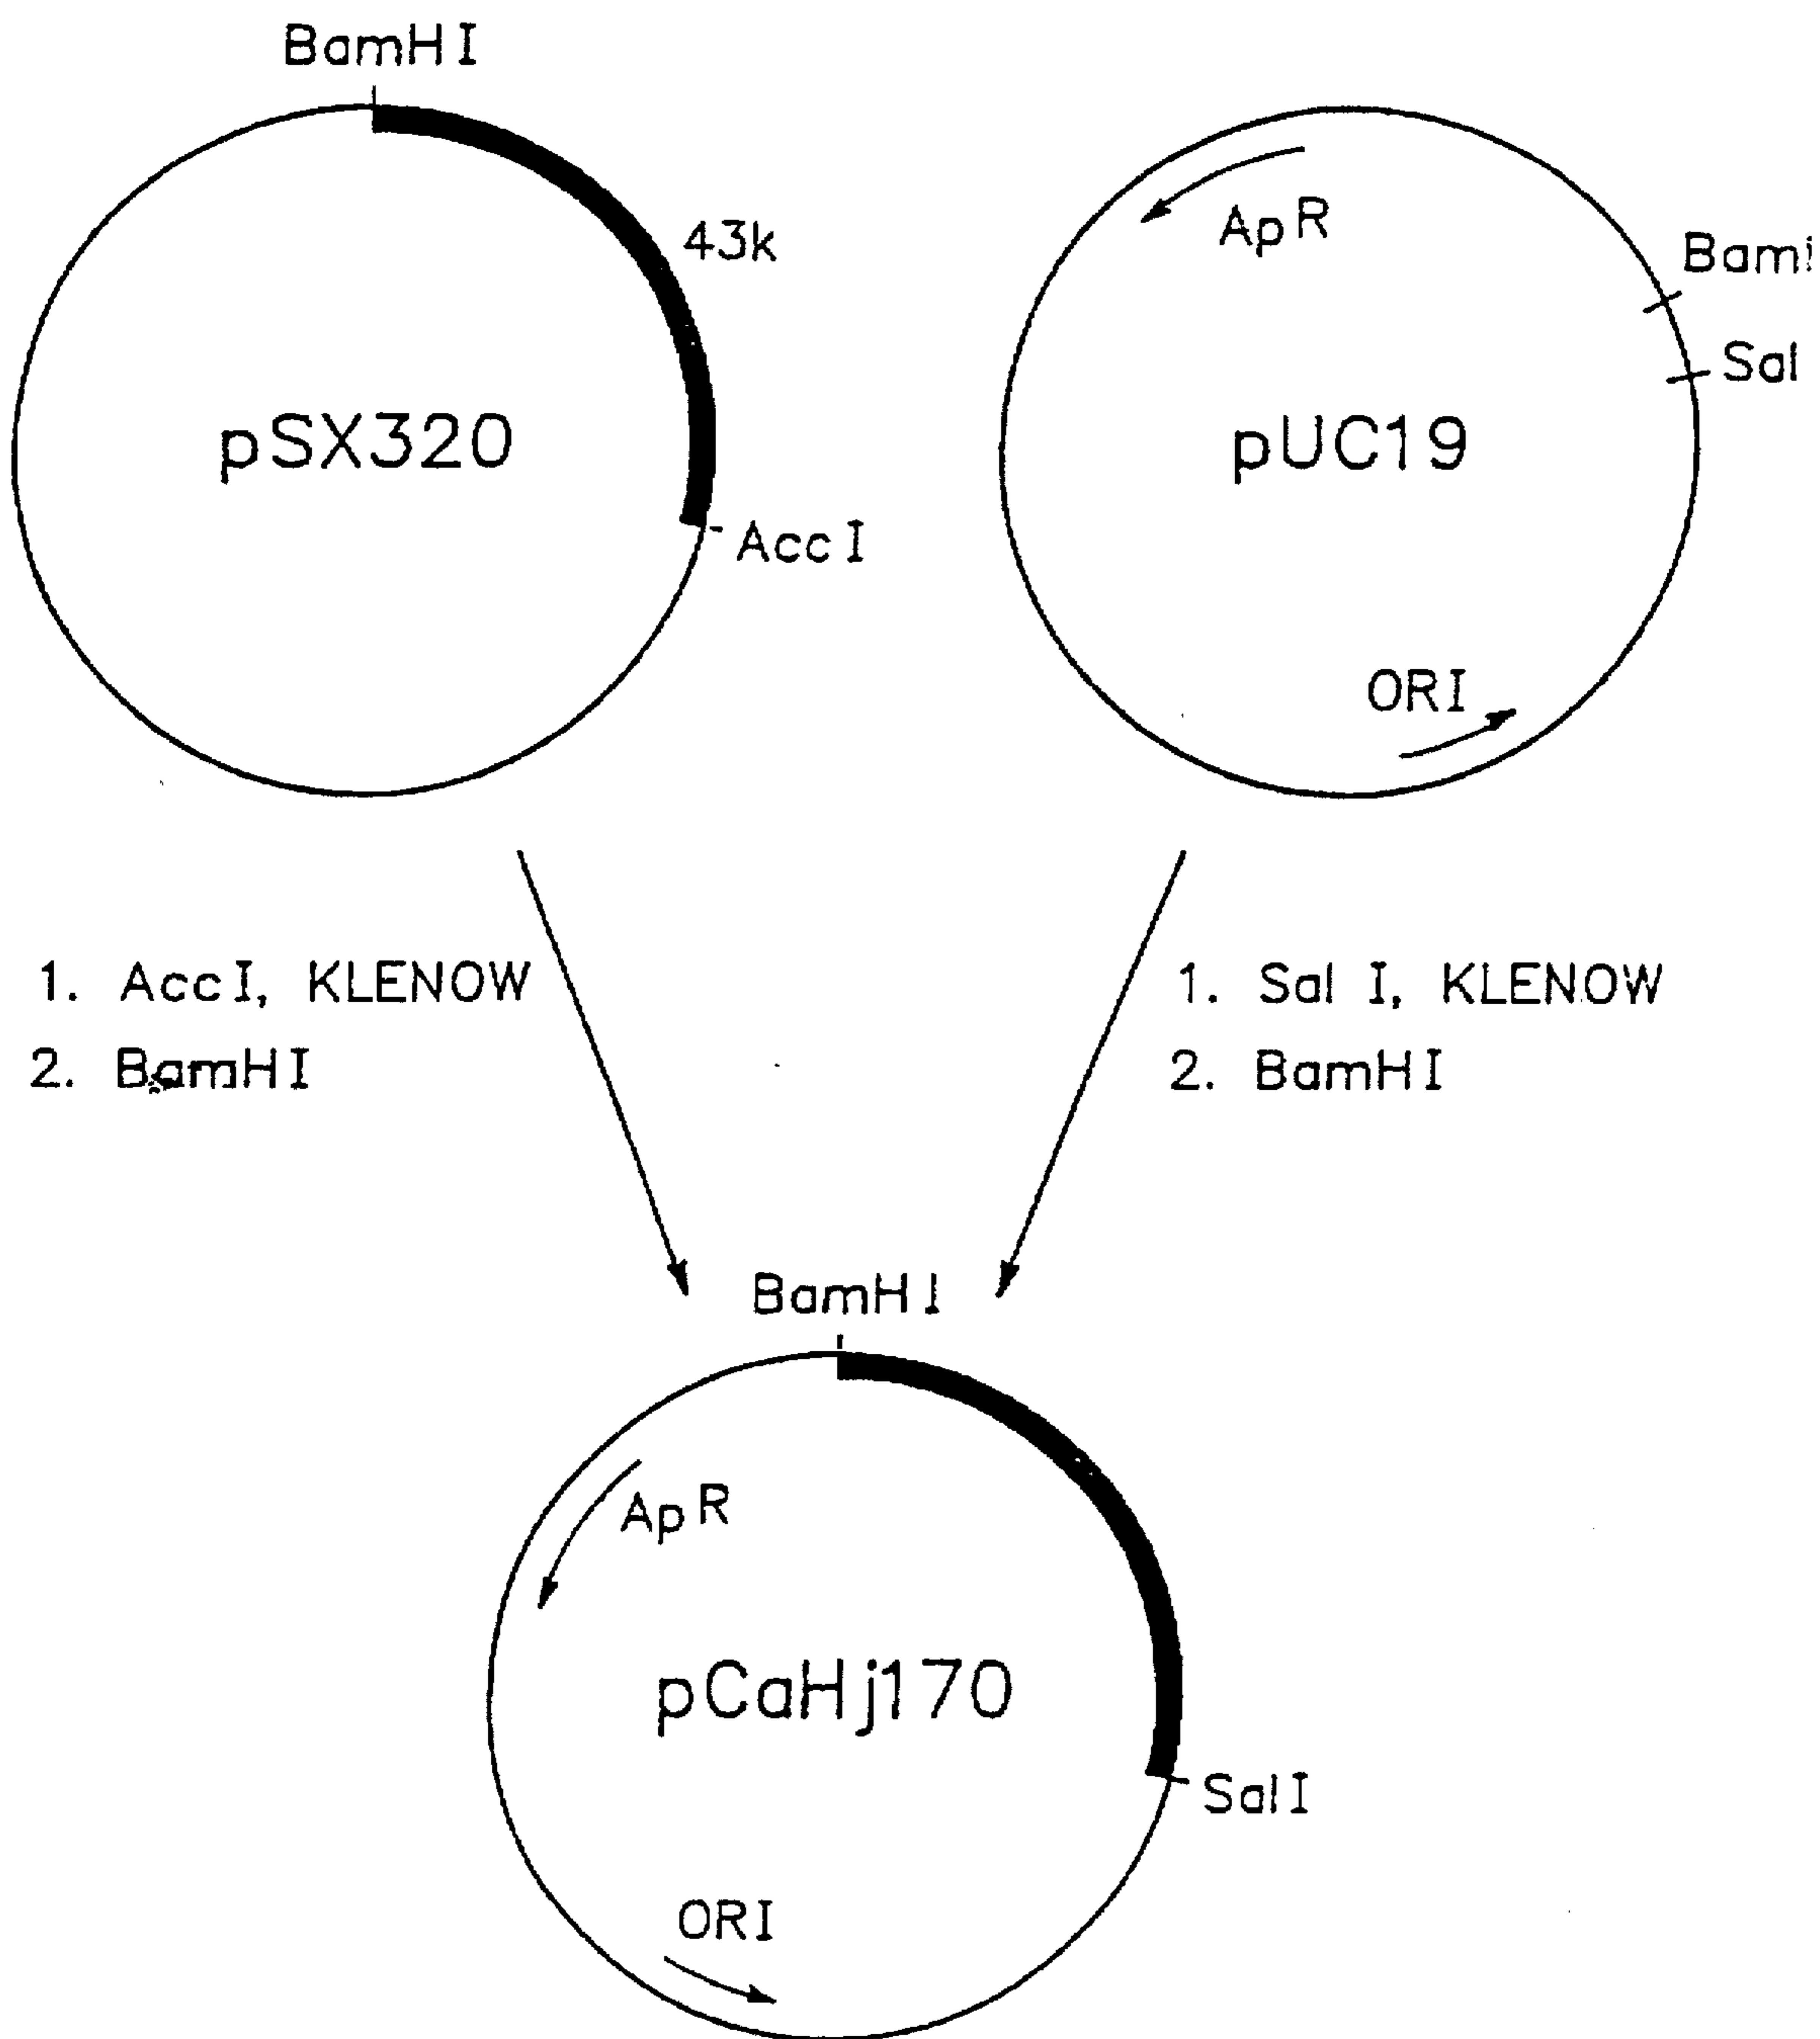 BamHI
43k
pSX320
AccI
ApR
Bam
Sal
pUC19
ORI
1. AccI, KLENOW
2. BamHI
1. Sal I, KLENOW
2. BamHI
BamHI
ApR
pCaHj170
SalI
ORI